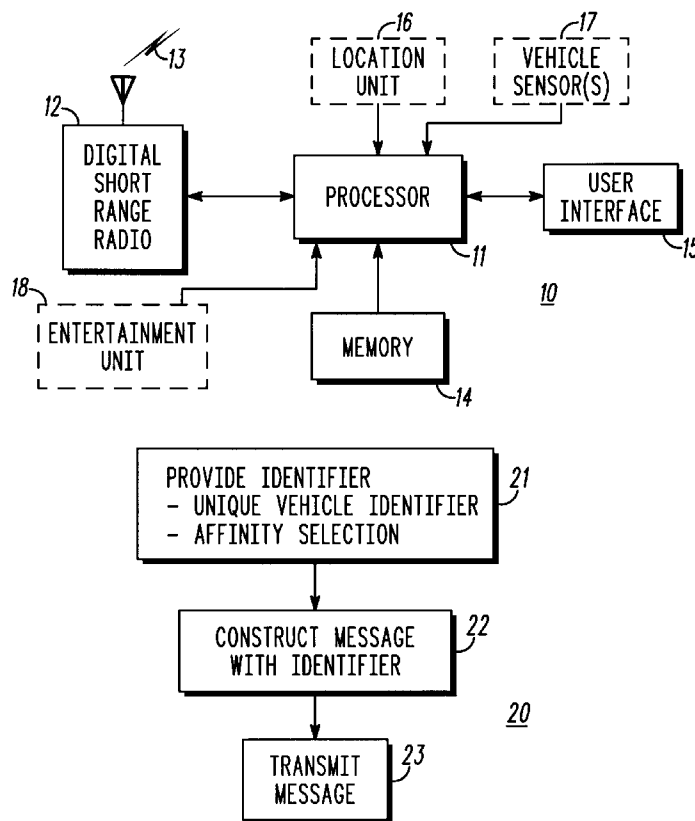 16
LOCATION
UNIT
17
VEHICLE
SENSOR(S)
13
12
DIGITAL
SHORT
RANGE
RADIO
PROCESSOR
11
USER
INTERFACE
15
10
18
ENTERTAINMENT
UNIT
MEMORY
14
PROVIDE IDENTIFIER
- UNIQUE VEHICLE IDENTIFIER
- AFFINITY SELECTION
21
CONSTRUCT MESSAGE
WITH IDENTIFIER
22
20
TRANSMIT
MESSAGE
23